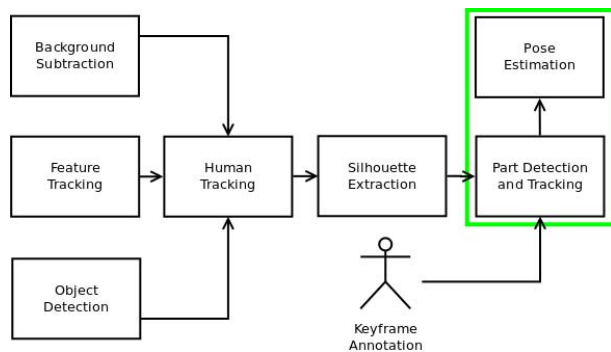 Background
Subtraction
Pose
Estimation
Feature
Tracking
Human
Tracking
Silhouette
Extraction
Part Detection
and Tracking
Object
Detection
Keyframe
Annotation